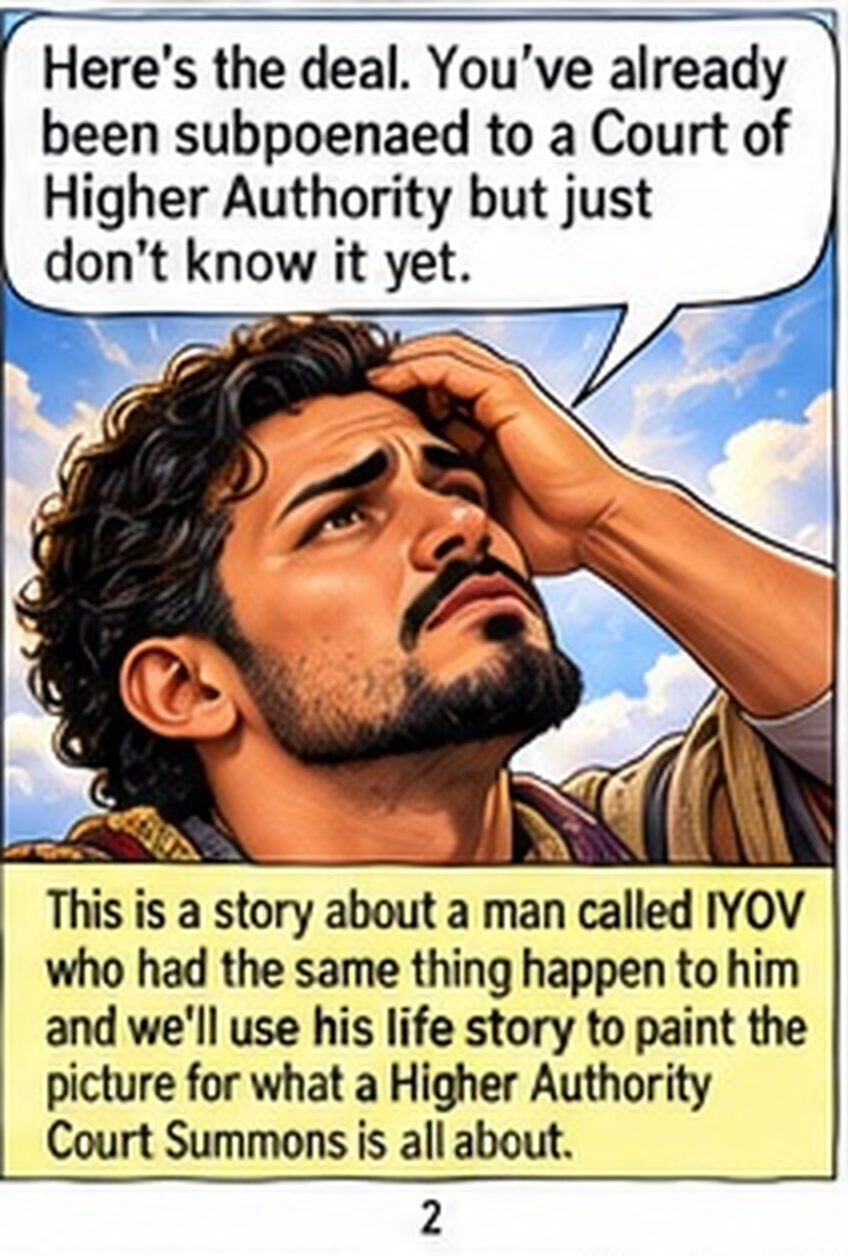 Here's the deal. You've already
been subpoenaed to a Court of
Higher Authority but just
don't know it yet.
This is a story about a man called IYOV
who had the same thing happen to him
and we'll use his life story to paint the
picture for what a Higher Authority
Court Summons is all about.
2